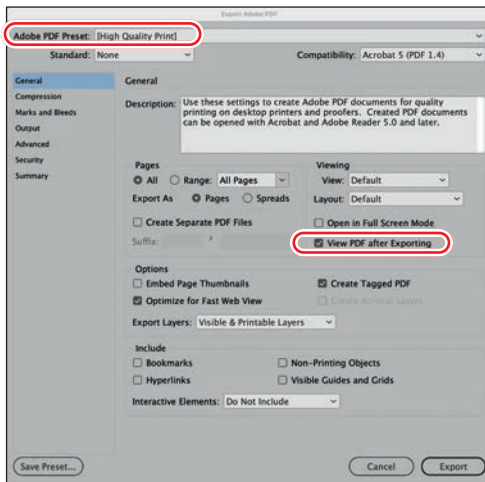 Export Adobe PDF
Adobe PDF Preset: [High Quality Print]
Standard: None
Compatibility: Acrobat 5 (PDF 1.4)
General
Compression
Marks and Bleeds
Output
Advanced
Security
Summary
General
Description: Use these settings to create Adobe PDF documents for quality
printing on desktop printers and proofers. Created PDF documents
can be opened with Acrobat and Adobe Reader 5.0 and later.
Pages
All Range: All Pages
Export As Pages Spreads
Create Separate PDF Files
Suffix:
Viewing
View: Default
Layout: Default
Open in Full Screen Mode
View PDF after Exporting
Options
Embed Page Thumbnails
Create Tagged PDF
Optimize for Fast Web View
Create Acrobat Layers
Export Layers: Visible & Printable Layers
Include
Bookmarks
Non-Printing Objects
Hyperlinks
Visible Guides and Grids
Interactive Elements: Do Not Include
Save Preset...
Cancel
Export